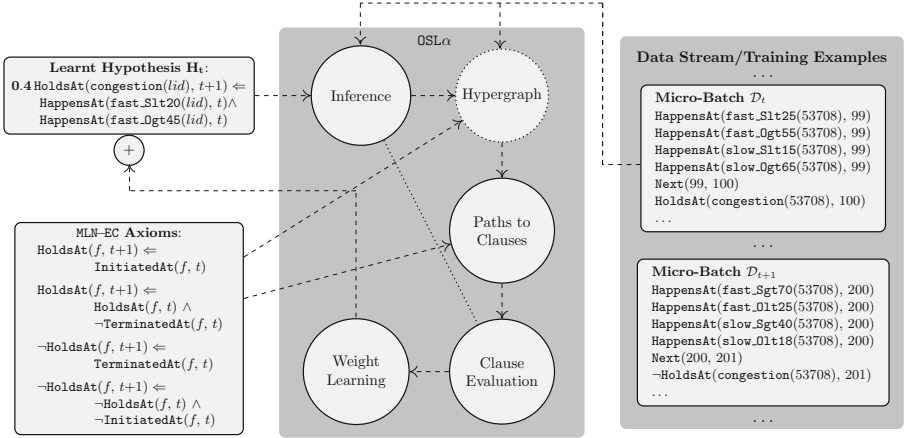 Learnt Hypothesis Hₜ:
0.4 HoldsAt(congestion(lid), t+1) ⇐
HappensAt(fast_Slt20(lid), t)∧
HappensAt(fast_Ogt45(lid), t)
+
MLN–EC Axioms:
HoldsAt(f, t+1) ⇐
InitiatedAt(f, t)
HoldsAt(f, t+1) ⇐
HoldsAt(f, t) ∧
¬TerminatedAt(f, t)
¬HoldsAt(f, t+1) ⇐
TerminatedAt(f, t)
¬HoldsAt(f, t+1) ⇐
¬HoldsAt(f, t) ∧
¬InitiatedAt(f, t)
OSLα
Inference
Hypergraph
Paths to
Clauses
Clause
Evaluation
Weight
Learning
Data Stream/Training Examples
...
Micro-Batch 𝒟ₜ
HappensAt(fast_Slt25(53708), 99)
HappensAt(fast_Ogt55(53708), 99)
HappensAt(slow_Slt15(53708), 99)
HappensAt(slow_Ogt65(53708), 99)
Next(99, 100)
HoldsAt(congestion(53708), 100)
...
...
Micro-Batch 𝒟ₜ₊₁
HappensAt(fast_Sgt70(53708), 200)
HappensAt(fast_Olt25(53708), 200)
HappensAt(slow_Sgt40(53708), 200)
HappensAt(slow_Olt18(53708), 200)
Next(200, 201)
¬HoldsAt(congestion(53708), 201)
...
...